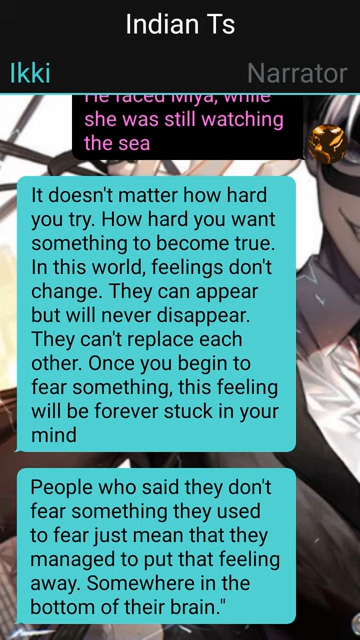 Indian Ts
Ikki
Narrator
He faced Miya, while
she was still watching
the sea
It doesn't matter how hard
you try. How hard you want
something to become true.
In this world, feelings don't
change. They can appear
but will never disappear.
They can't replace each
other. Once you begin to
fear something, this feeling
will be forever stuck in your
mind
People who said they don't
fear something they used
to fear just mean that they
managed to put that feeling
away. Somewhere in the
bottom of their brain."